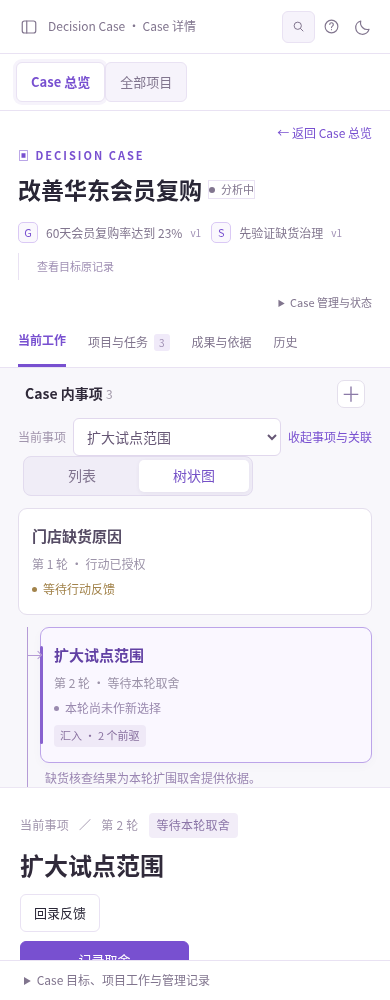 Decision Case • Case 详情
Case 总览
全部项目
← 返回 Case 总览
DECISION CASE
改善华东会员复购
分析中
G 60天会员复购率达到 23% v1 S 先验证缺货治理 v1
查看目标原记录
▶ Case 管理与状态
当前工作 项目与任务 3 成果与依据 历史
Case 内事项 3
当前事项 扩大试点范围 收起事项与关联
列表 树状图
门店缺货原因
第 1 轮 • 行动已授权
等待行动反馈
扩大试点范围
第 2 轮 • 等待本轮取舍
本轮尚未作新选择
汇入 • 2 个前驱
缺货核查结果为本轮扩围取舍提供依据。
当前事项 ／ 第 2 轮 等待本轮取舍
扩大试点范围
回录反馈
记录取舍
▶ Case 目标、项目工作与管理记录